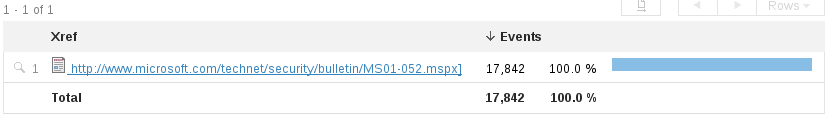 1 - 1 of 1
Rows
Xref Events
1 http://www.microsoft.com/technet/security/bulletin/MS01-052.mspx] 17,842 100.0 %
Total 17,842 100.0 %